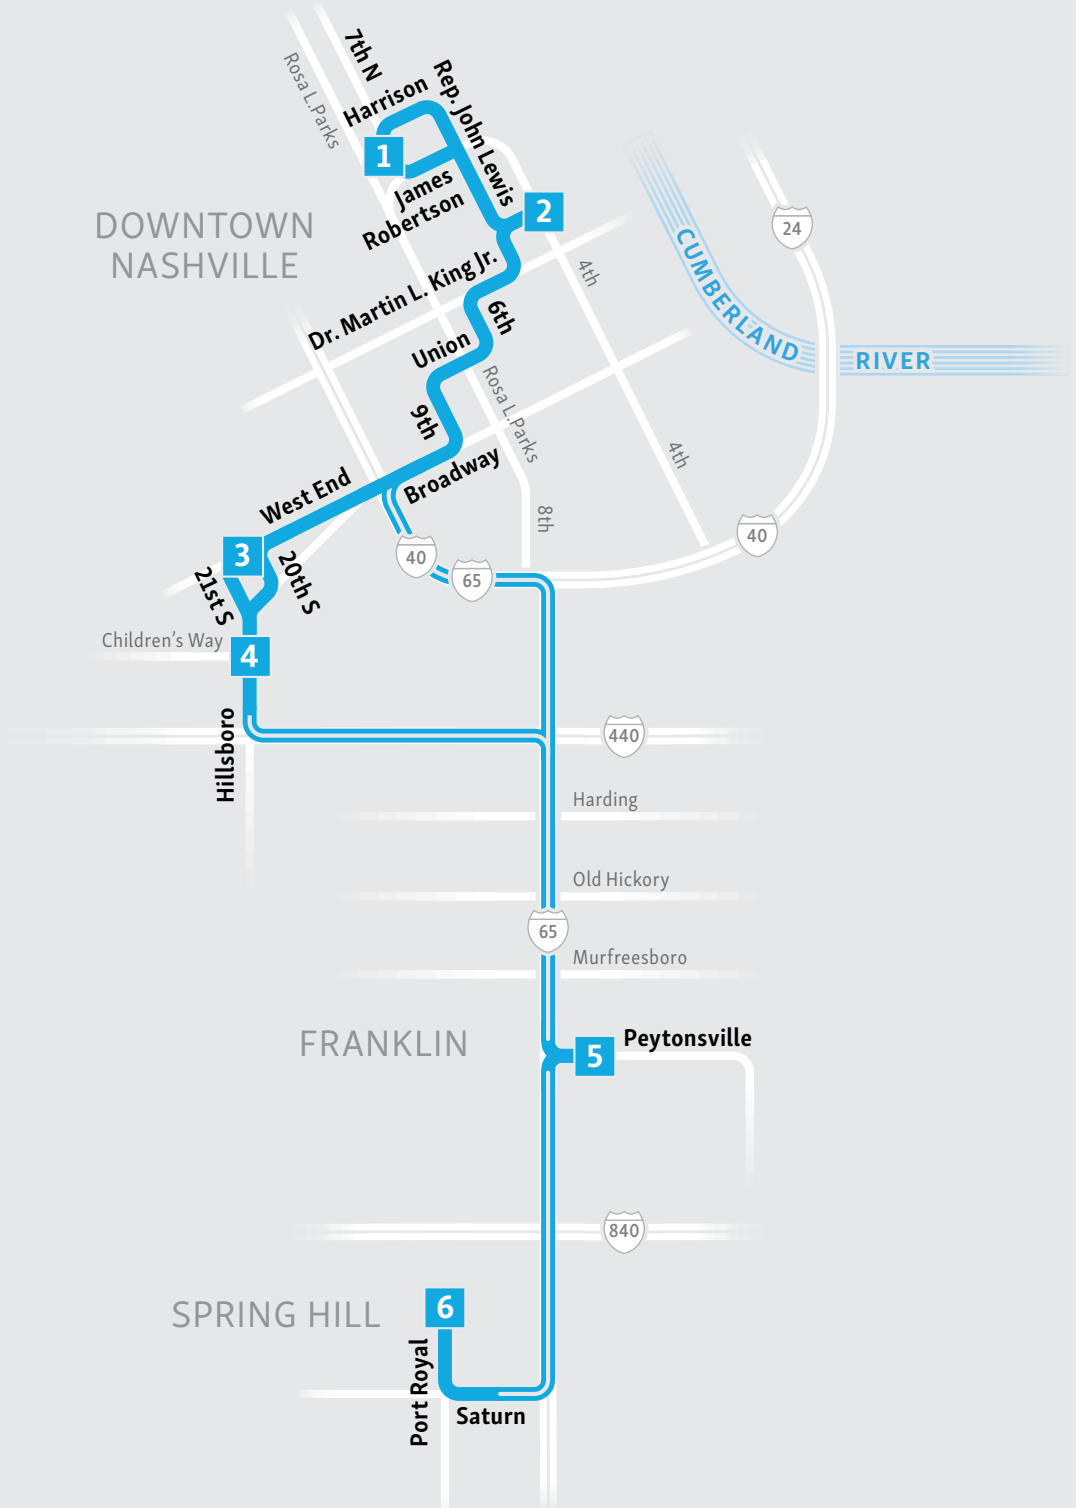 7th N
Rosa L.Parks
Harrison
Rep. John Lewis
1
James
Robertson
2
DOWNTOWN
NASHVILLE
24
CUMBERLAND
RIVER
Dr. Martin L. King Jr.
4th
6th
Union
Rosa L.Parks
9th
Broadway
4th
West End
8th
40
40
65
3
21st S
20th S
Children's Way
4
Hillsboro
440
Harding
Old Hickory
65
Murfreesboro
FRANKLIN
5
Peytonsville
840
SPRING HILL
6
Port Royal
Saturn